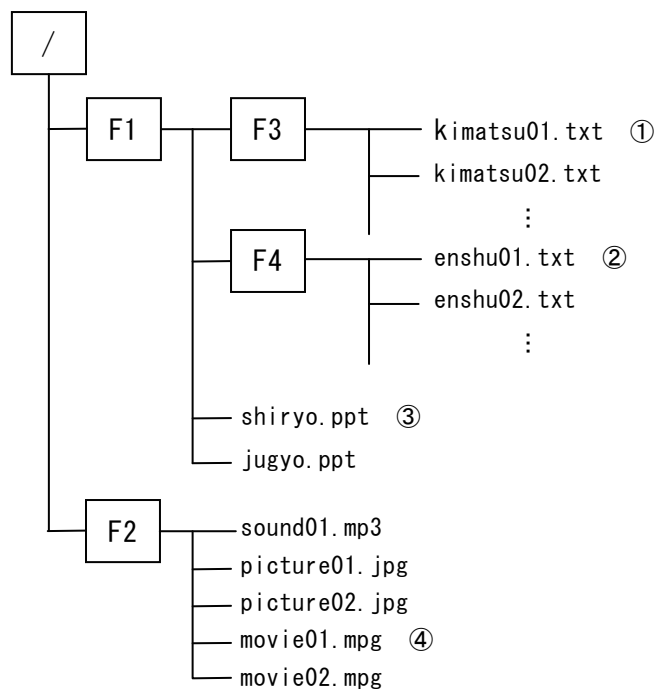 /
F1 F3 kimatsu01.txt ①
kimatsu02.txt
⋮
F4 enshu01.txt ②
enshu02.txt
⋮
shiryo.ppt ③
jugyo.ppt
F2 sound01.mp3
picture01.jpg
picture02.jpg
movie01.mpg ④
movie02.mpg